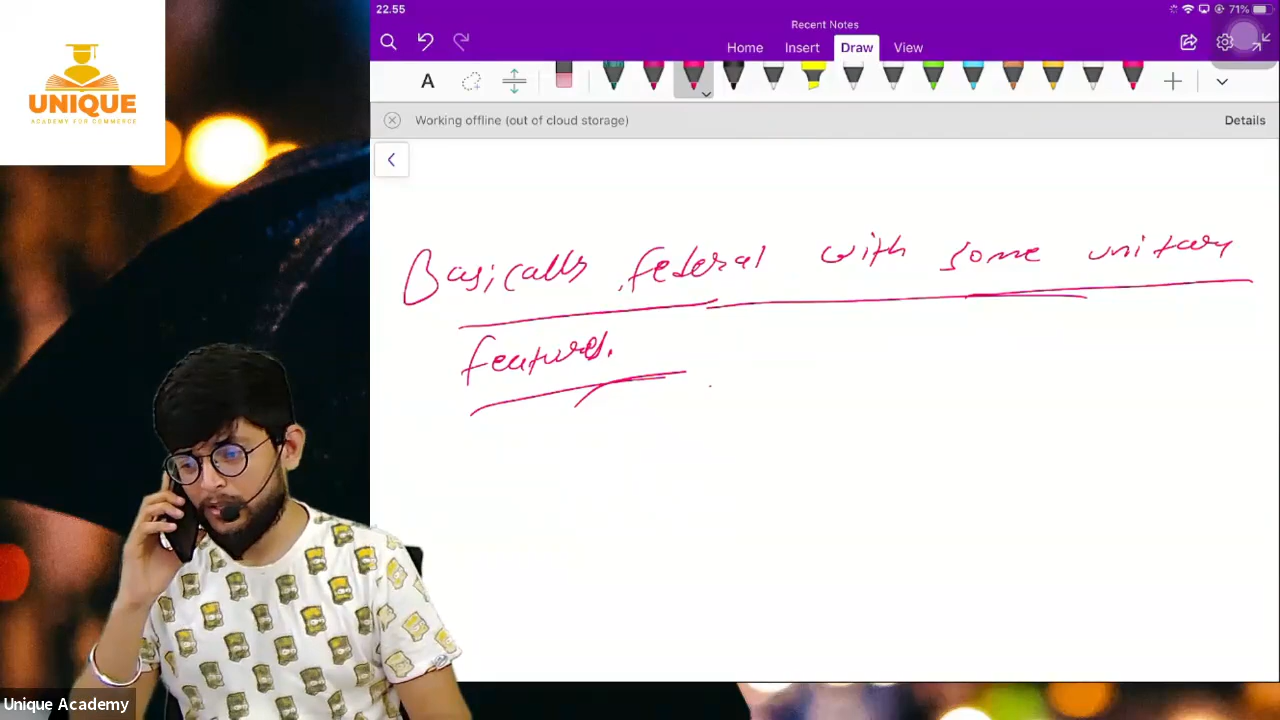 22.55
71%
Recent Notes
Home Insert Draw View
A
Working offline (out of cloud storage)
Details
UNIQUE
ACADEMY FOR COMMERCE
Basically federal with some unitary
features.
Unique Academy